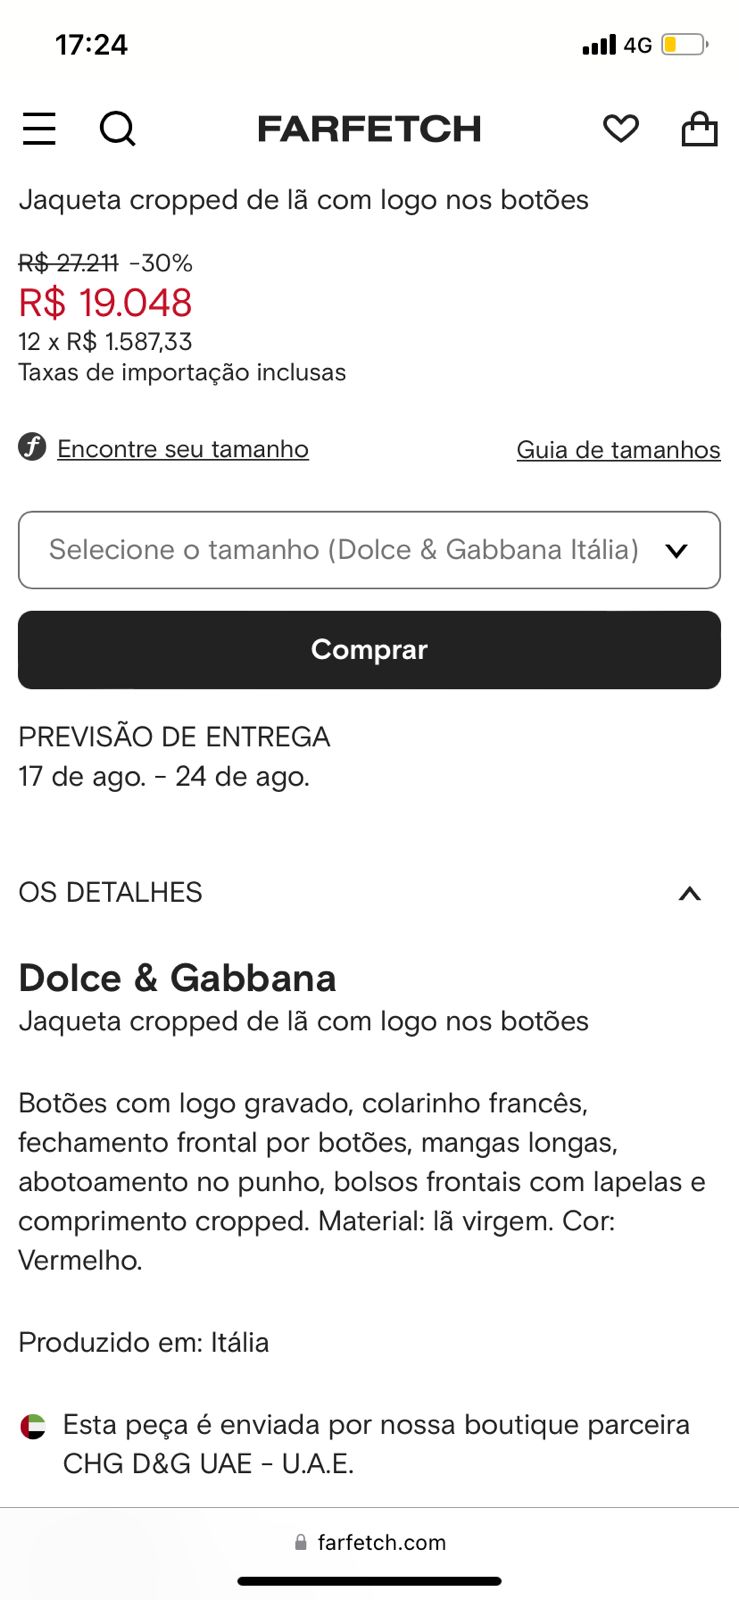 17:24
4G
FARFETCH
Jaqueta cropped de lã com logo nos botões
R$ 27.211 -30%
R$ 19.048
12 x R$ 1.587,33
Taxas de importação inclusas
Encontre seu tamanho
Guia de tamanhos
Selecione o tamanho (Dolce & Gabbana Itália)
Comprar
PREVISÃO DE ENTREGA
17 de ago. - 24 de ago.
OS DETALHES
Dolce & Gabbana
Jaqueta cropped de lã com logo nos botões
Botões com logo gravado, colarinho francês,
fechamento frontal por botões, mangas longas,
abotoamento no punho, bolsos frontais com lapelas e
comprimento cropped. Material: lã virgem. Cor:
Vermelho.
Produzido em: Itália
Esta peça é enviada por nossa boutique parceira
CHG D&G UAE - U.A.E.
farfetch.com